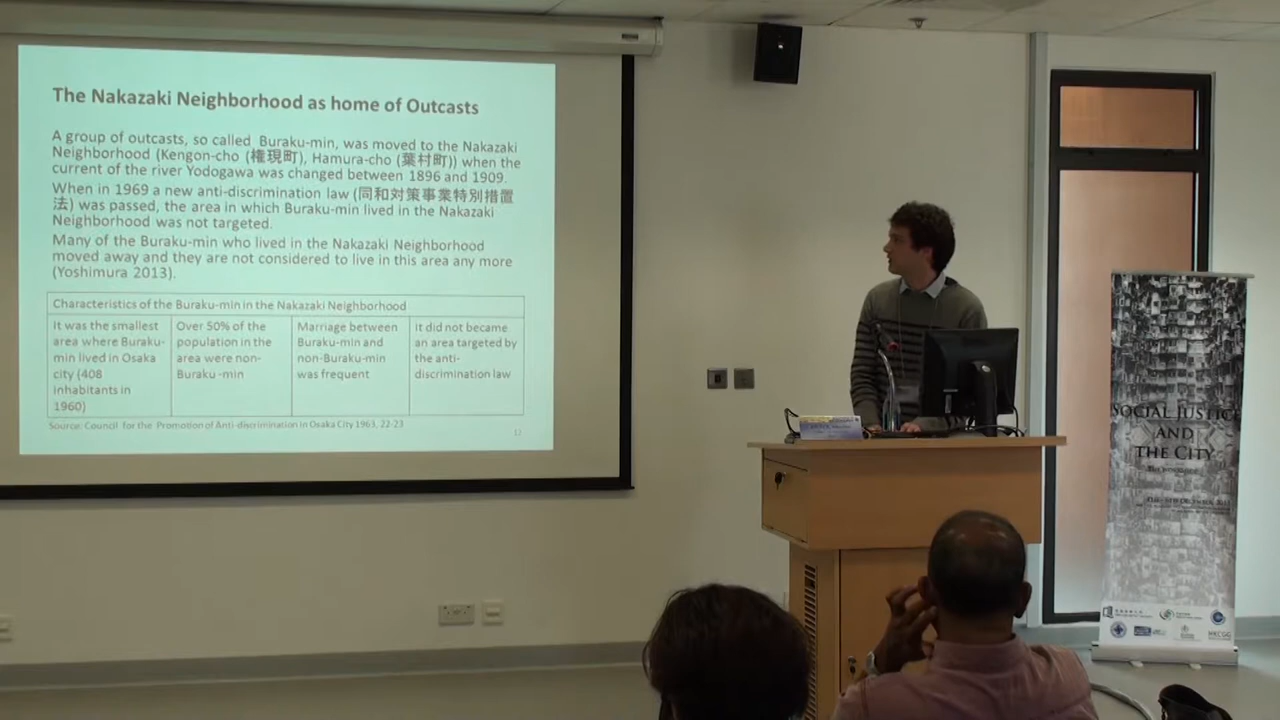 The Nakazaki Neighborhood as home of Outcasts
A group of outcasts, so called Buraku-min, was moved to the Nakazaki
Neighborhood (Kengon-cho (権現町), Hamura-cho (葉村町)) when the
current of the river Yodogawa was changed between 1896 and 1909.
When in 1969 a new anti-discrimination law (同和対策事業特別措置
法) was passed, the area in which Buraku-min lived in the Nakazaki
Neighborhood was not targeted.
Many of the Buraku-min who lived in the Nakazaki Neighborhood
moved away and they are not considered to live in this area any more
(Yoshimura 2013).
Characteristics of the Buraku-min in the Nakazaki Neighborhood
It was the smallest
area where Buraku-
min lived in Osaka
city (408
inhabitants in
1960)
Over 50% of the
population in the
area were non-
Buraku -min
Marriage between
Buraku-min and
non-Buraku-min
was frequent
It did not became
an area targeted by
the anti-
discrimination law
Source: Council for the Promotion of Anti-discrimination in Osaka City 1963, 22-23
12
SOCIAL JUSTICE
AND
THE CITY
HKCGG